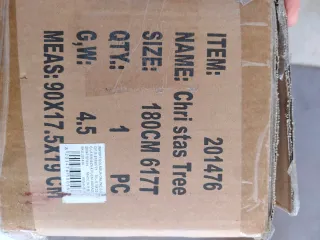 ITEM: 201476
NAME: Chri stas Tree
SIZE: 180CM 617T
QTY.: 1 PC
G,W: 4.5
MEAS: 90X17.5X19 CM